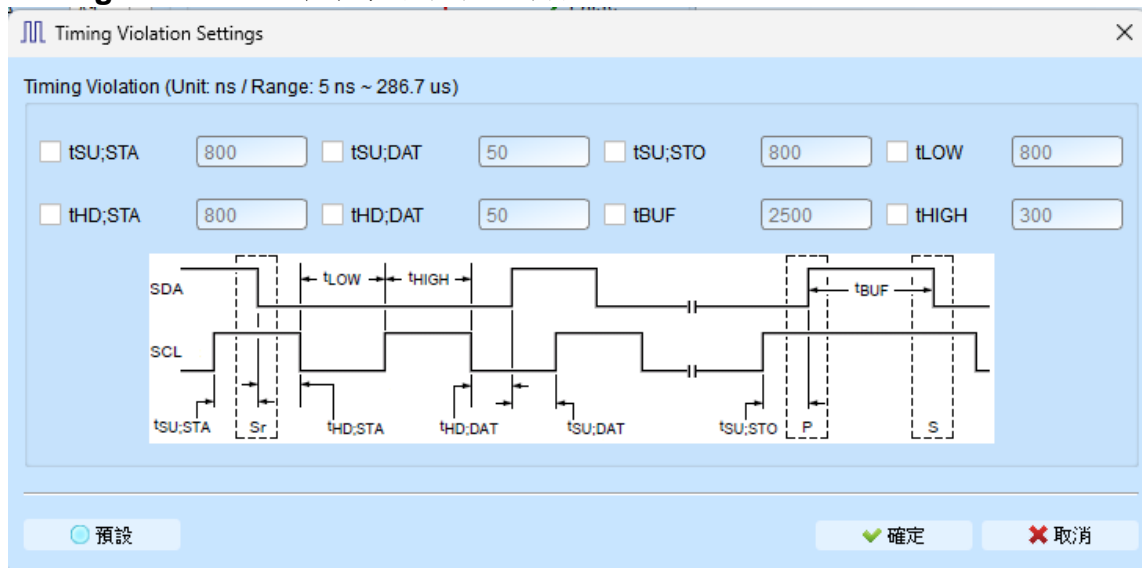 Timing Violation Settings
Timing Violation (Unit: ns / Range: 5 ns ~ 286.7 us)
tSU;STA 800 tSU;DAT 50 tSU;STO 800 tLOW 800
tHD;STA 800 tHD;DAT 50 tBUF 2500 tHIGH 300
SDA tLOW tHIGH tBUF
SCL
tSU;STA Sr tHD;STA tHD;DAT tSU;DAT tSU;STO P S
預設 確定 取消